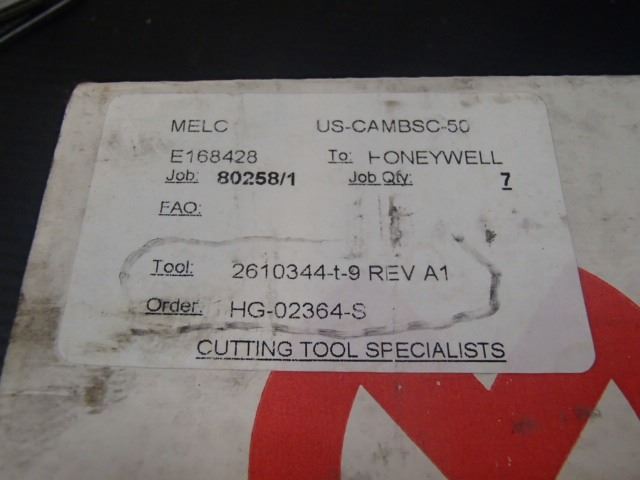 MELC US-CAMBSC-50
E168428 To: HONEYWELL
Job: 80258/1 Job Qty: 7
FAO:
Tool: 2610344-t-9 REV A1
Order: HG-02364-S
CUTTING TOOL SPECIALISTS